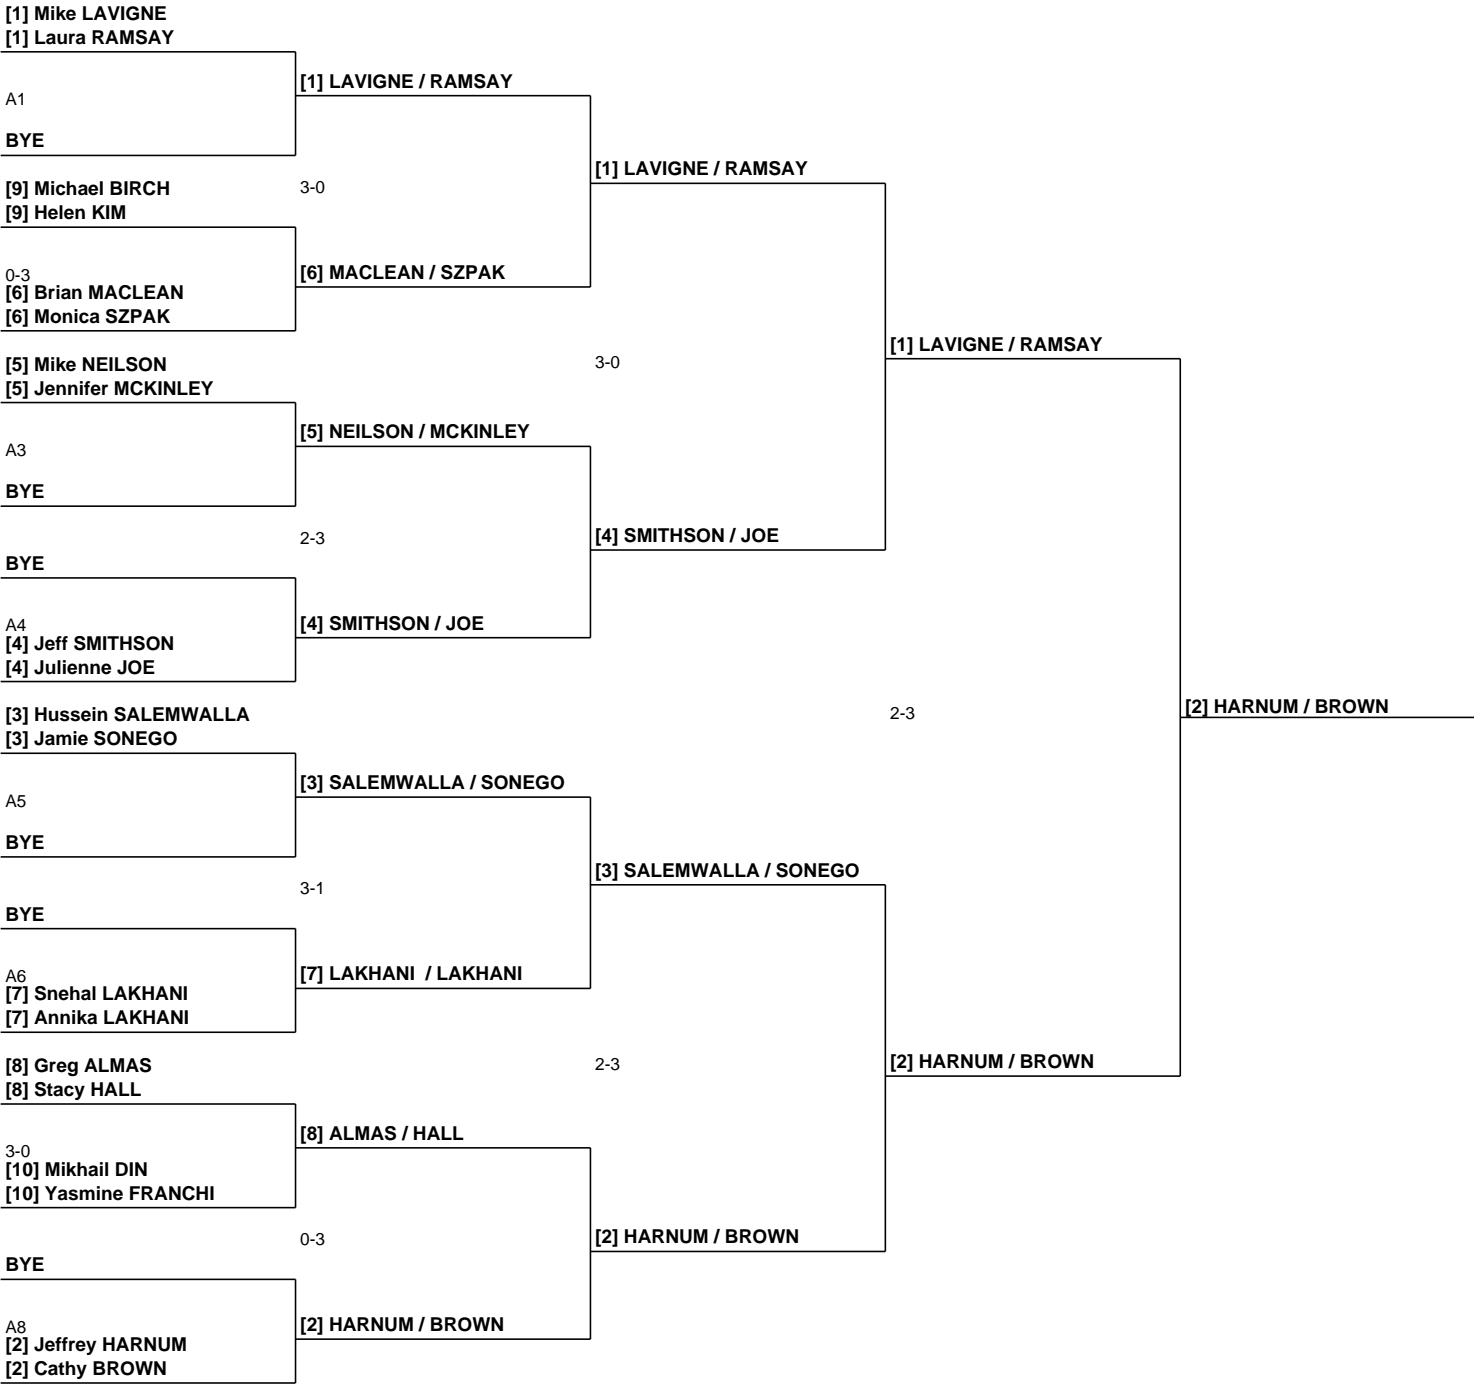 [1] Mike LAVIGNE
[1] Laura RAMSAY
A1
BYE
[9] Michael BIRCH
[9] Helen KIM
0-3
[6] Brian MACLEAN
[6] Monica SZPAK
[5] Mike NEILSON
[5] Jennifer MCKINLEY
A3
BYE
BYE
A4
[4] Jeff SMITHSON
[4] Julienne JOE
[3] Hussein SALEMWALLA
[3] Jamie SONEGO
A5
BYE
BYE
A6
[7] Snehal LAKHANI
[7] Annika LAKHANI
[8] Greg ALMAS
[8] Stacy HALL
3-0
[10] Mikhail DIN
[10] Yasmine FRANCHI
BYE
A8
[2] Jeffrey HARNUM
[2] Cathy BROWN
[1] LAVIGNE / RAMSAY
3-0
[6] MACLEAN / SZPAK
[5] NEILSON / MCKINLEY
2-3
[4] SMITHSON / JOE
[3] SALEMWALLA / SONEGO
3-1
[7] LAKHANI / LAKHANI
[8] ALMAS / HALL
0-3
[2] HARNUM / BROWN
[1] LAVIGNE / RAMSAY
3-0
[4] SMITHSON / JOE
[3] SALEMWALLA / SONEGO
2-3
[2] HARNUM / BROWN
[1] LAVIGNE / RAMSAY
2-3
[2] HARNUM / BROWN
[2] HARNUM / BROWN